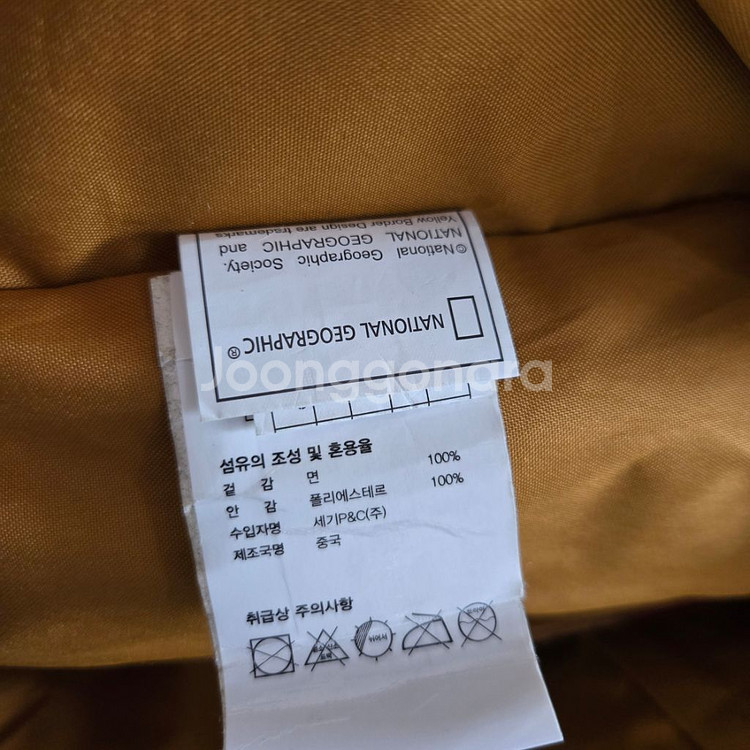 Yellow Border Design are trademarks
NATIONAL GEOGRAPHIC and
©National Geographic Society.
NATIONAL GEOGRAPHIC®
Joonggonara
섬유의 조성 및 혼용율
겉 감 면 100%
안 감 폴리에스테르 100%
수입자명 세기P&C(주)
제조국명 중국
취급상 주의사항